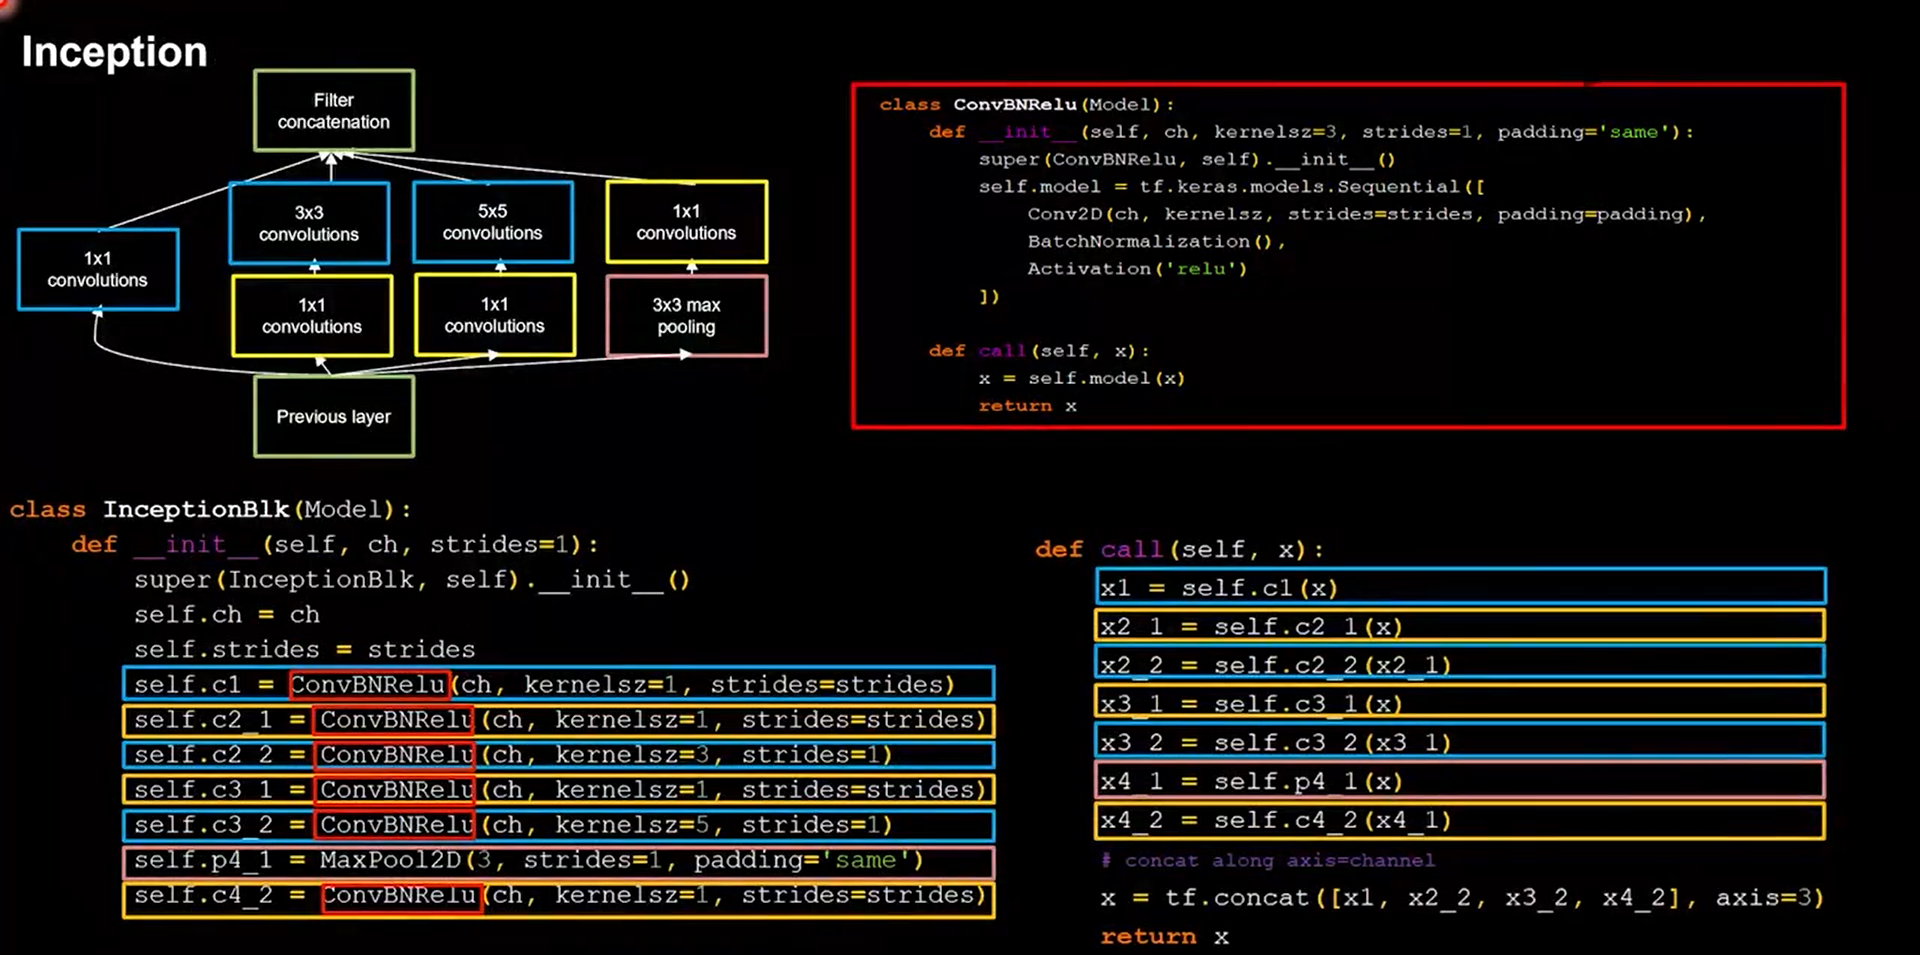 Inception
Filter
concatenation
1x1
convolutions
3x3
convolutions
5x5
convolutions
1x1
convolutions
1x1
convolutions
1x1
convolutions
3x3 max
pooling
Previous layer
class ConvBNRelu(Model):
    def __init__(self, ch, kernelsz=3, strides=1, padding='same'):
        super(ConvBNRelu, self).__init__()
        self.model = tf.keras.models.Sequential([
            Conv2D(ch, kernelsz, strides=strides, padding=padding),
            BatchNormalization(),
            Activation('relu')
        ])
    def call(self, x):
        x = self.model(x)
        return x
class InceptionBlk(Model):
    def __init__(self, ch, strides=1):
        super(InceptionBlk, self).__init__()
        self.ch = ch
        self.strides = strides
        self.c1 = ConvBNRelu(ch, kernelsz=1, strides=strides)
        self.c2_1 = ConvBNRelu(ch, kernelsz=1, strides=strides)
        self.c2_2 = ConvBNRelu(ch, kernelsz=3, strides=1)
        self.c3_1 = ConvBNRelu(ch, kernelsz=1, strides=strides)
        self.c3_2 = ConvBNRelu(ch, kernelsz=5, strides=1)
        self.p4_1 = MaxPool2D(3, strides=1, padding='same')
        self.c4_2 = ConvBNRelu(ch, kernelsz=1, strides=strides)
    def call(self, x):
        x1 = self.c1(x)
        x2_1 = self.c2_1(x)
        x2_2 = self.c2_2(x2_1)
        x3_1 = self.c3_1(x)
        x3_2 = self.c3_2(x3_1)
        x4_1 = self.p4_1(x)
        x4_2 = self.c4_2(x4_1)
        # concat along axis=channel
        x = tf.concat([x1, x2_2, x3_2, x4_2], axis=3)
        return x